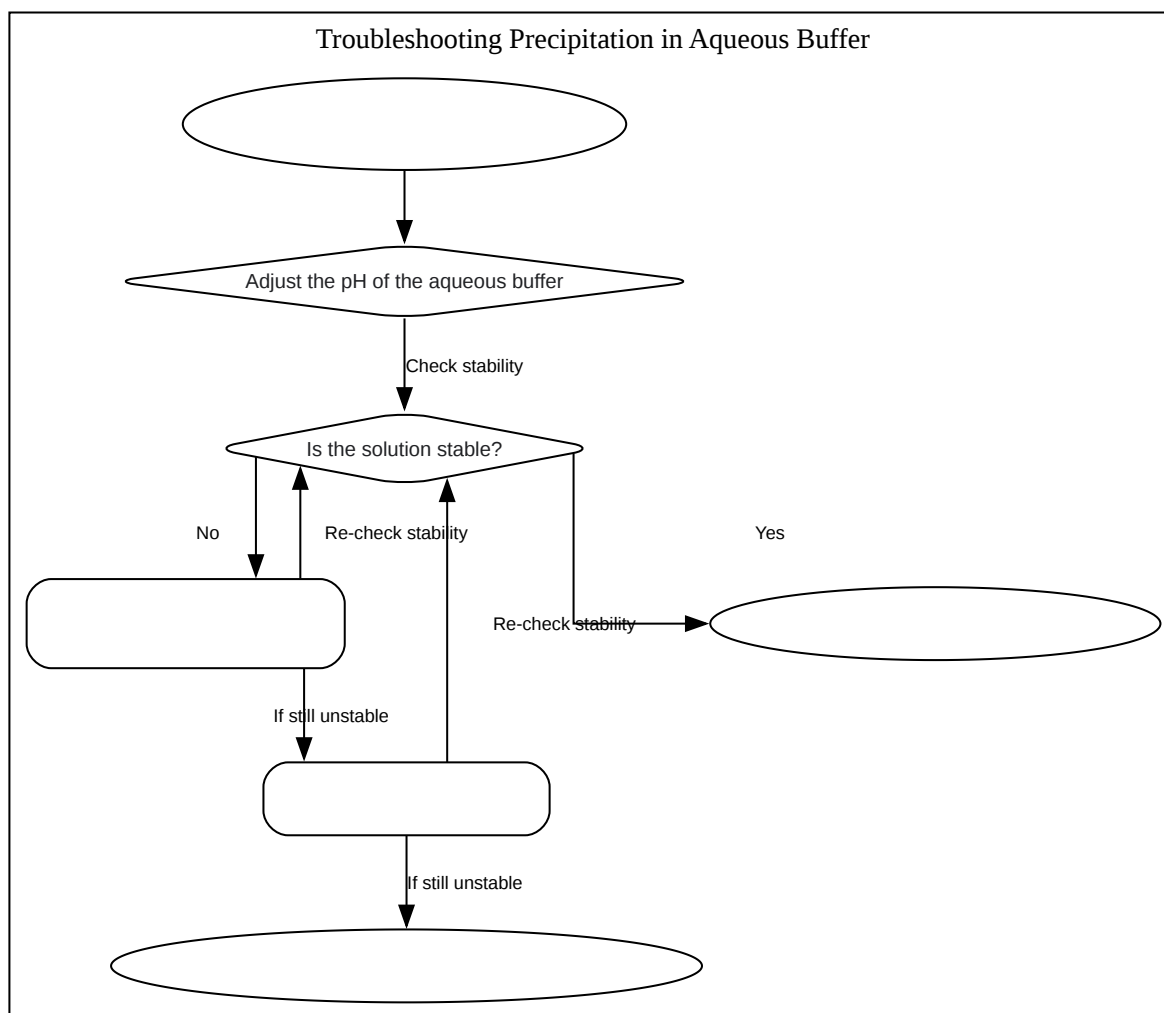 Troubleshooting Precipitation in Aqueous Buffer
Adjust the pH of the aqueous buffer
Check stability
Is the solution stable?
No
Re-check stability
Yes
Re-check stability
If still unstable
If still unstable